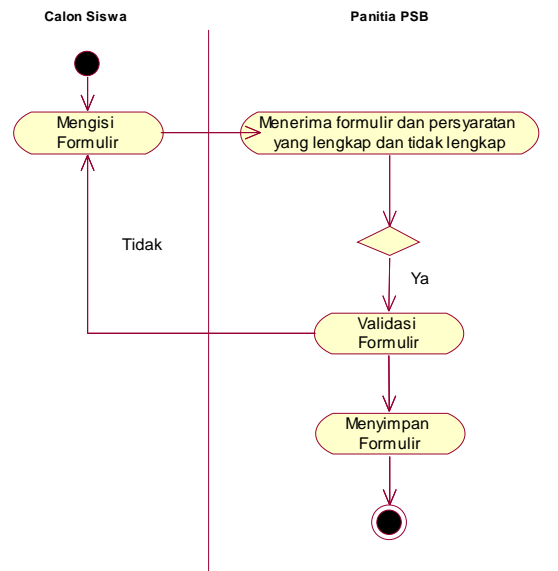 Calon Siswa
Panitia PSB
Mengisi
Formulir
Menerima formulir dan persyaratan
yang lengkap dan tidak lengkap
Tidak
Ya
Validasi
Formulir
Menyimpan
Formulir